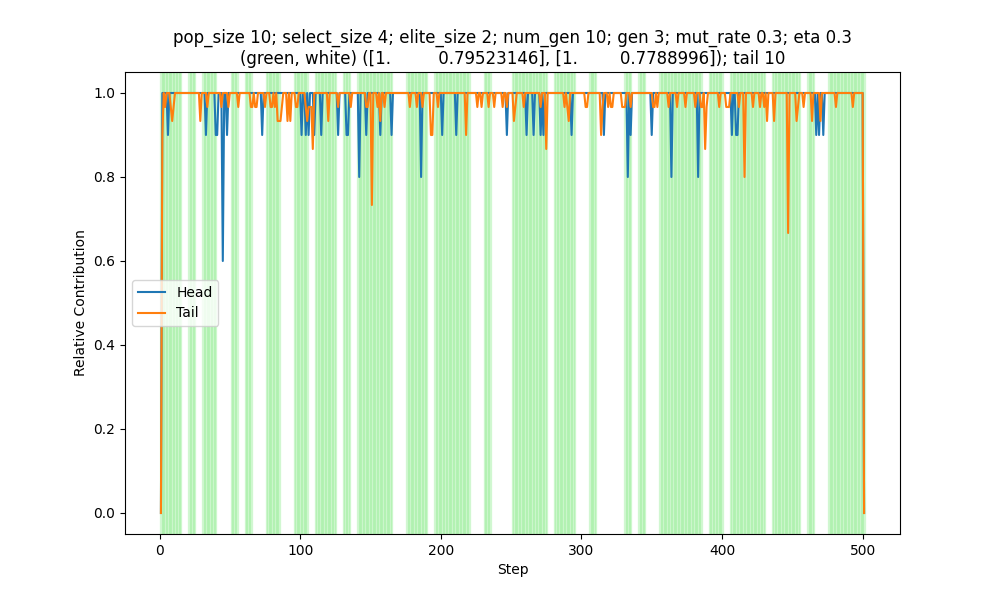 pop_size 10; select_size 4; elite_size 2; num_gen 10; gen 3; mut_rate 0.3; eta 0.3
(green, white) ([1. 0.79523146], [1. 0.7788996]); tail 10
1.0
0.8
0.6
0.4
0.2
0.0
Relative Contribution
Head
Tail
0 100 200 300 400 500
Step